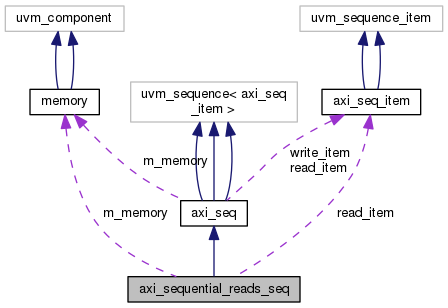 uvm_component
uvm_sequence_item
memory
uvm_sequence< axi_seq
_item >
axi_seq_item
m_memory
write_item
read_item
axi_seq
m_memory
read_item
axi_sequential_reads_seq